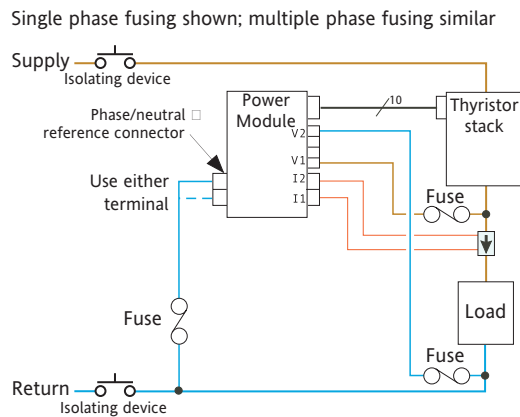 Single phase fusing shown; multiple phase fusing similar
Supply
Isolating device
Phase/neutral □
reference connector
Power
Module
10
Thyristor
stack
V2
V1
I2
I1
Use either
terminal
Fuse
Fuse
Load
Fuse
Return
Isolating device